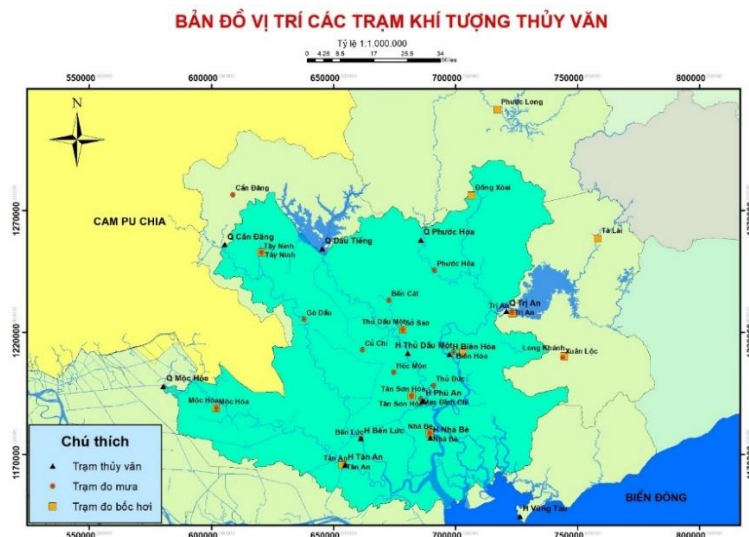 BẢN ĐỒ VỊ TRÍ CÁC TRẠM KHÍ TƯỢNG THỦY VĂN
Tỷ lệ 1:1.000.000
0 4.25 8.5 17 25.5 34
Miles
550000 600000 650000 700000 750000 800000
N
Phước Long
Cần Đăng
Đồng Xoài
1270000
1270000
CAM PU CHIA
Q Cần Đăng
Q Dầu Tiếng
Q Phước Hòa
Tà Lài
Tây Ninh
Tây Ninh
Phước Hòa
Bến Cát
Q Trị An
Trị An
Trị An
Gò Dầu
Thủ Dầu Một
Sở Sao
1220000
1220000
Củ Chi
H Thủ Dầu Một
H Biên Hòa
Biên Hòa
Long Khánh
Xuân Lộc
Hóc Môn
Q Mộc Hóa
Thủ Đức
Tân Sơn Hòa
H Phú An
Tân Sơn Hòa
Mạc Đĩnh Chi
Mộc Hóa
Mộc Hóa
Nhà Bè
H Nhà Bè
Nhà Bè
Bến Lức
H Bến Lức
Tân An
H Tân An
Tân An
1170000
1170000
Chú thích
Trạm thủy văn
Trạm đo mưa
Trạm đo bốc hơi
BIỂN ĐÔNG
H Vũng Tàu
550000 600000 650000 700000 750000 800000